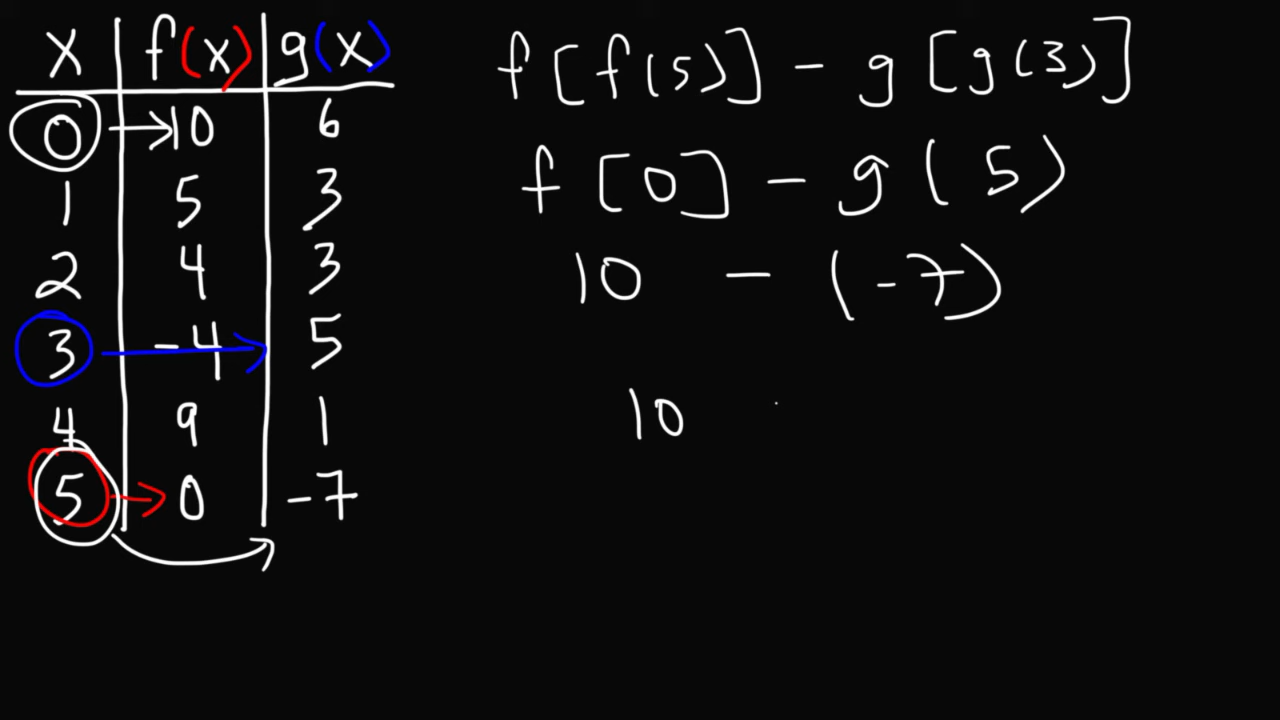 x f(x) g(x)
0 10 6
1 5 3
2 4 3
3 -4 5
4 9 1
5 0 -7
f[f(5)] - g[g(3)]
f[0] - g(5)
10 - (-7)
10